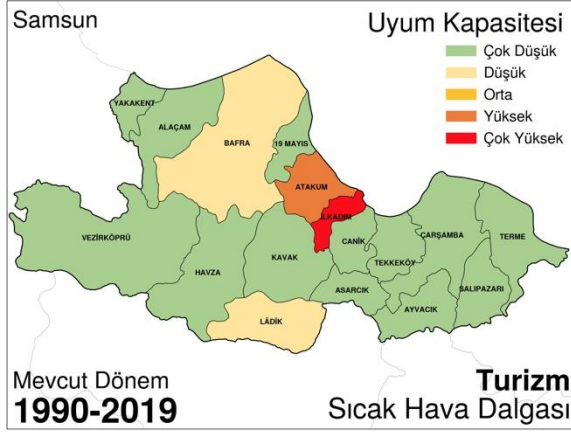 Samsun
Uyum Kapasitesi
Çok Düşük
Düşük
Orta
Yüksek
Çok Yüksek
YAKAKENT
ALAÇAM
BAFRA
19 MAYIS
ATAKUM
İLKADIM
CANİK
ÇARŞAMBA
TERME
VEZİRKÖPRÜ
HAVZA
KAVAK
TEKKEKÖY
ASARCIK
SALIPAZARI
AYVACIK
LÂDİK
Mevcut Dönem
1990-2019
Turizm
Sıcak Hava Dalgası